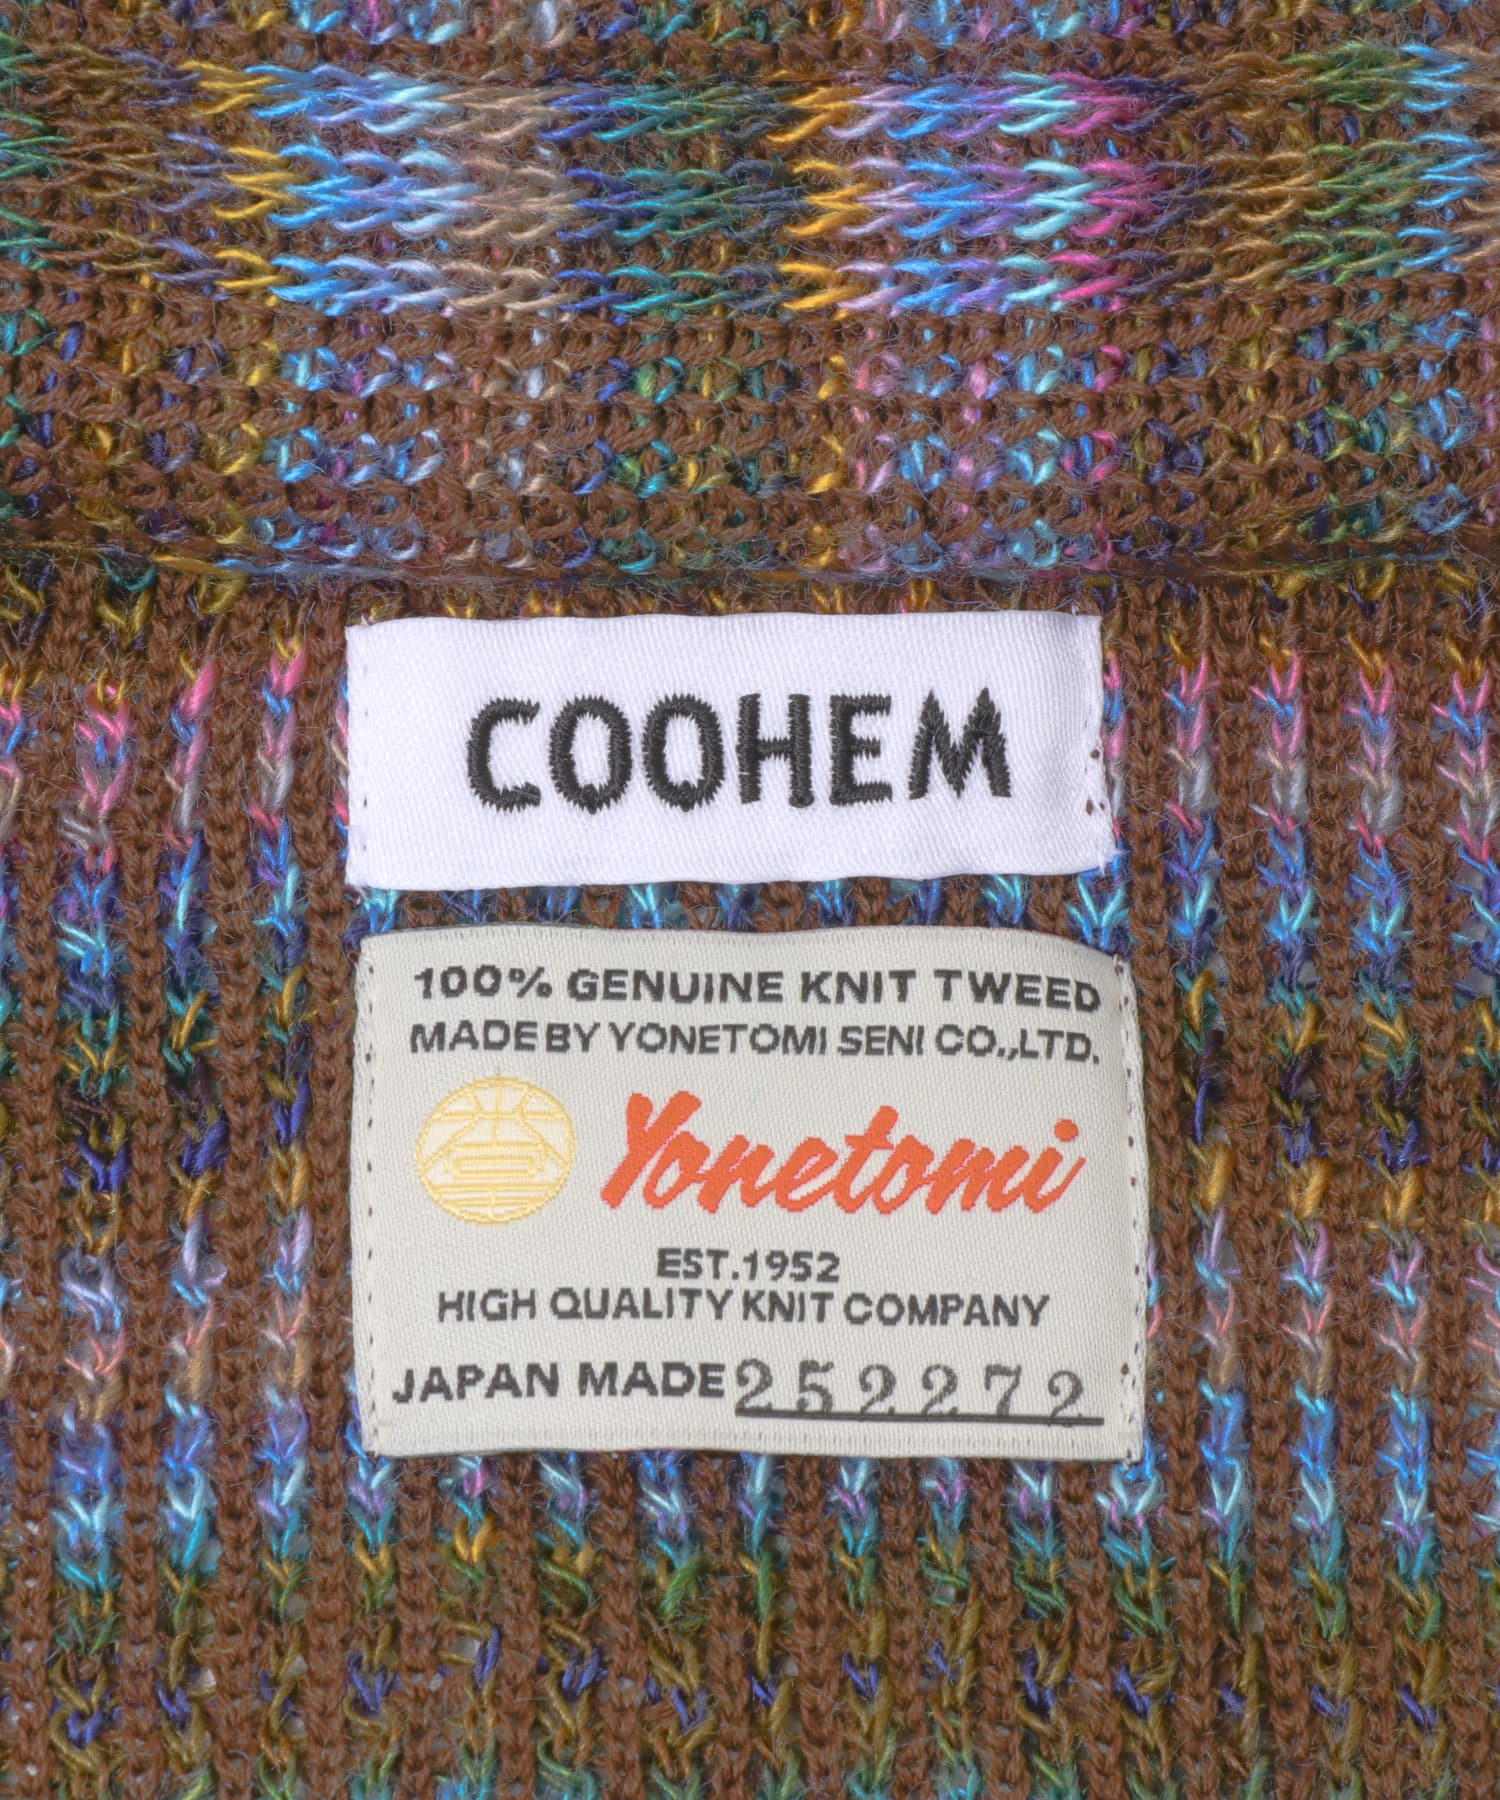 COOHEM
100% GENUINE KNIT TWEED
MADE BY YONETOMI SENI CO.,LTD.
Yonetomi
EST.1952
HIGH QUALITY KNIT COMPANY
JAPAN MADE 252272